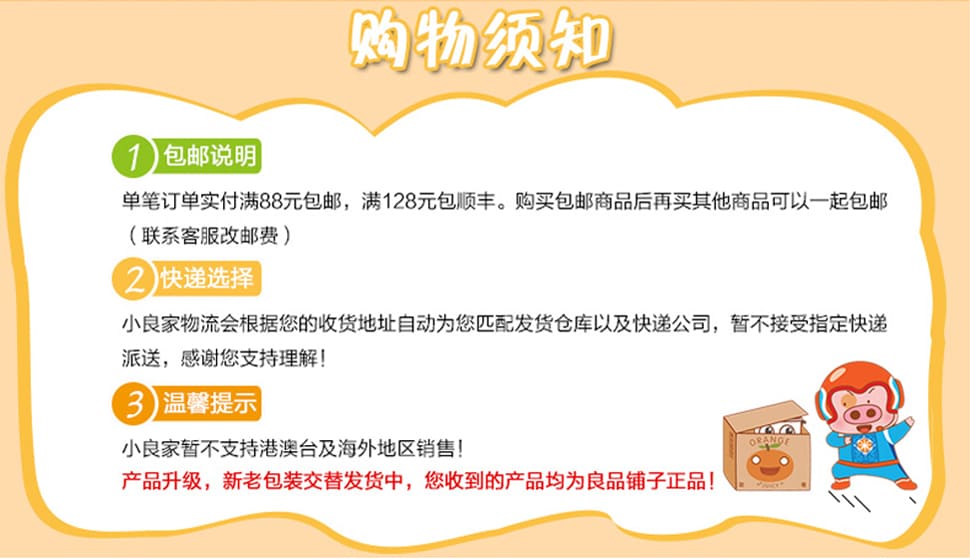 购物须知
1 包邮说明
单笔订单实付满88元包邮，满128元包顺丰。购买包邮商品后再买其他商品可以一起包邮
（联系客服改邮费）
2 快递选择
小良家物流会根据您的收货地址自动为您匹配发货仓库以及快递公司，暂不接受指定快递
派送，感谢您支持理解！
3 温馨提示
小良家暂不支持港澳台及海外地区销售！
产品升级，新老包装交替发货中，您收到的产品均为良品铺子正品！
ORANGE
JUICY